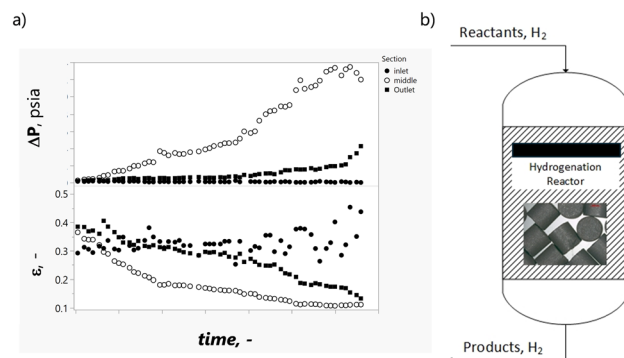 a)
b)
Section
inlet
middle
Outlet
ΔP, psia
0.5
0.4
0.3
0.2
0.1
ε, -
time, -
Reactants, H2
Hydrogenation
Reactor
Products, H2